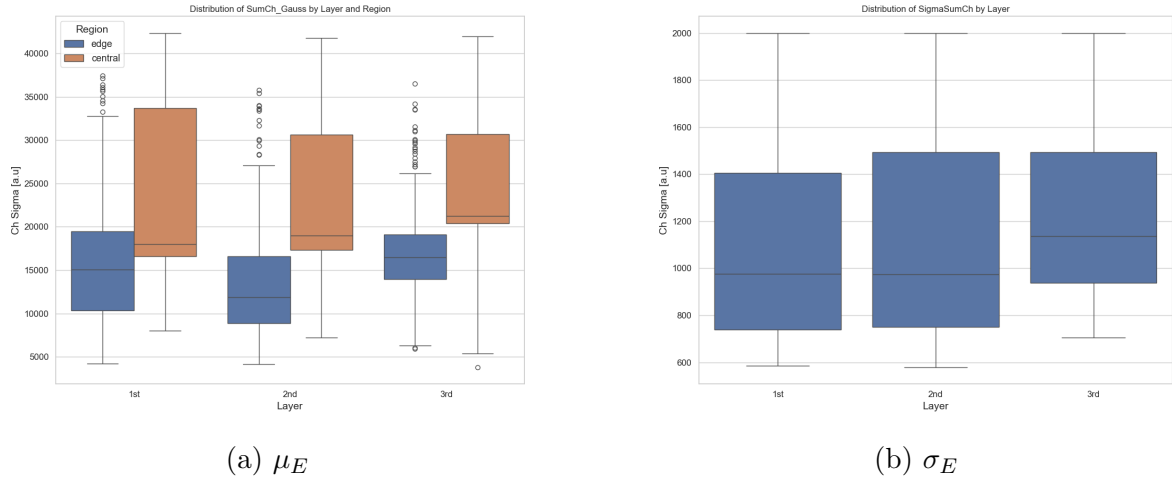 Distribution of SumCh_Gauss by Layer and Region
Region
edge
central
Ch Sigma [a.u]
40000
35000
30000
25000
20000
15000
10000
5000
1st
2nd
3rd
Layer
(a) μ_E
Distribution of SigmaSumCh by Layer
Ch Sigma [a.u]
2000
1800
1600
1400
1200
1000
800
600
1st
2nd
3rd
Layer
(b) σ_E